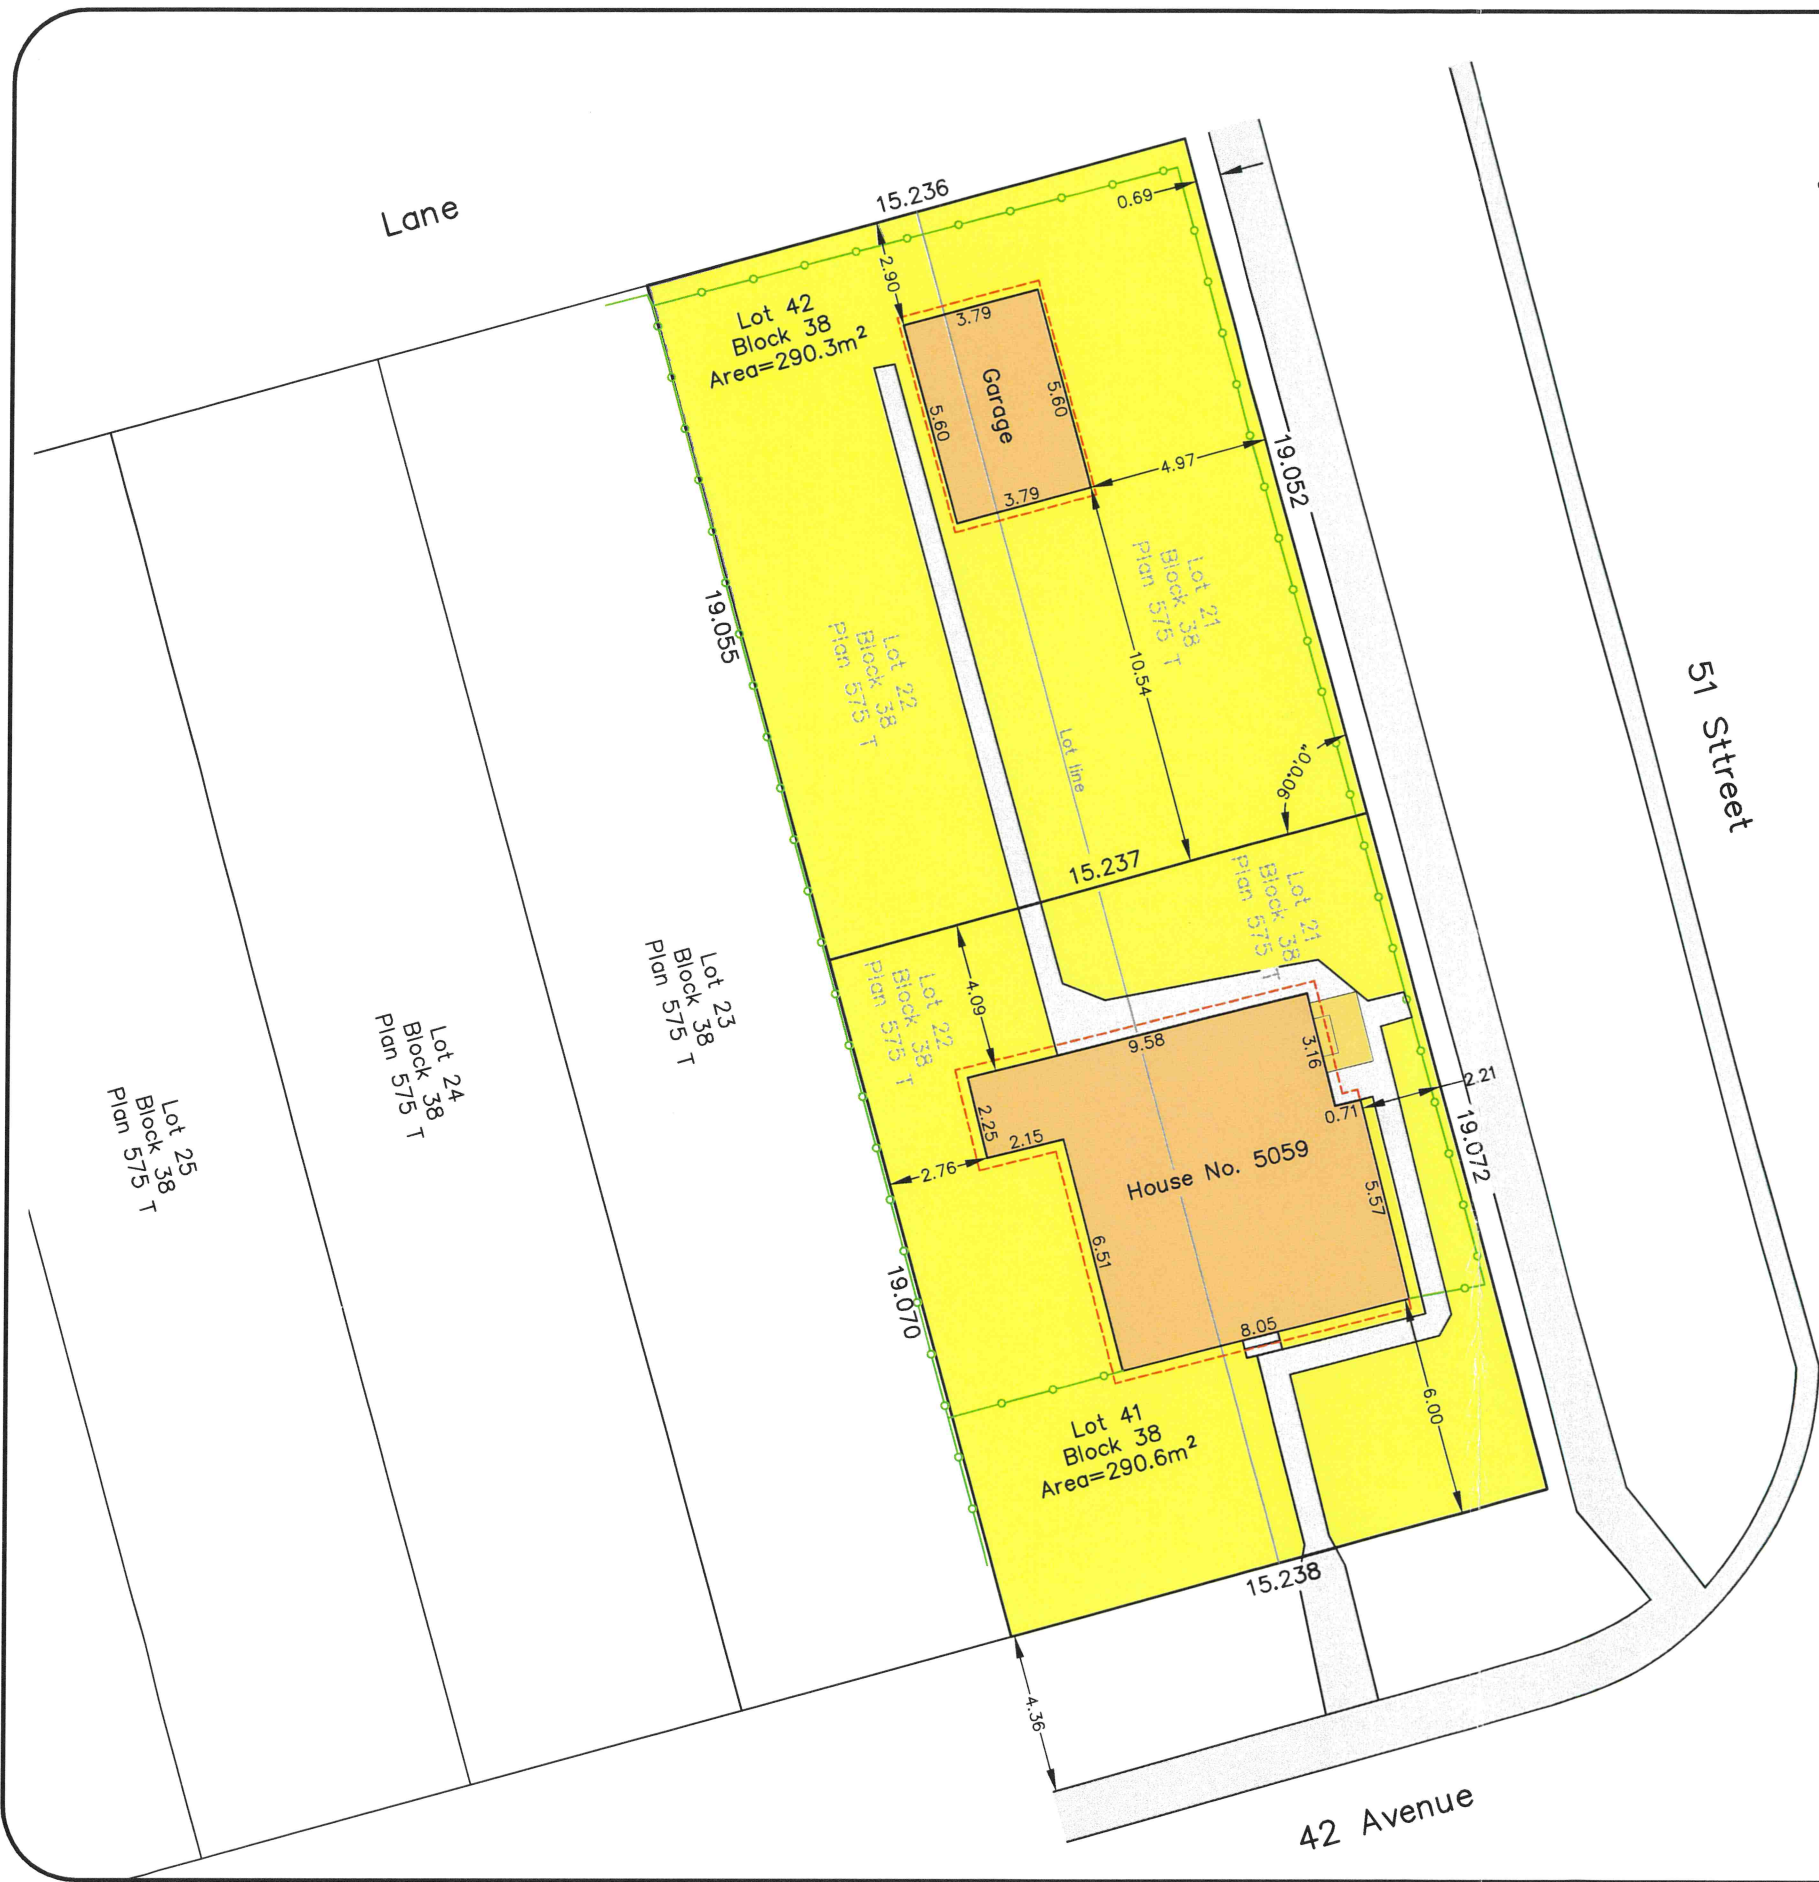 Lane
15.236
0.69
2.90
Lot 42
Block 38
Area=290.3m²
3.79
5.60
Garage
5.60
3.79
4.97
19.052
19.055
Lot 22
Block 38
Plan 575 T
Lot 21
Block 38
Plan 575 T
10.54
Lot line
90.0'0"
51 Sttreet
15.237
Lot 21
Block 38
Plan 575 T
Lot 22
Block 38
Plan 575 T
4.09
9.58
3.16
2.21
0.71
2.25
2.15
2.76
House No. 5059
19.072
5.57
6.51
19.070
8.05
6.00
Lot 23
Block 38
Plan 575 T
Lot 24
Block 38
Plan 575 T
Lot 25
Block 38
Plan 575 T
Lot 41
Block 38
Area=290.6m²
15.238
4.36
42 Avenue